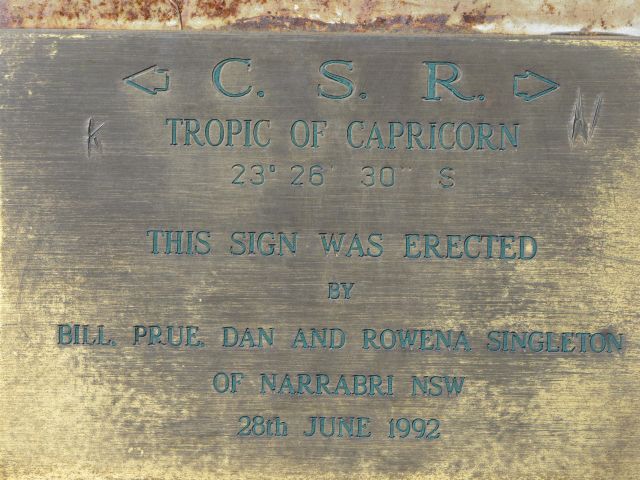 C. S. R.
K W
TROPIC OF CAPRICORN
23° 26' 30" S
THIS SIGN WAS ERECTED
BY
BILL, PRUE, DAN AND ROWENA SINGLETON
OF NARRABRI NSW
28th JUNE 1992